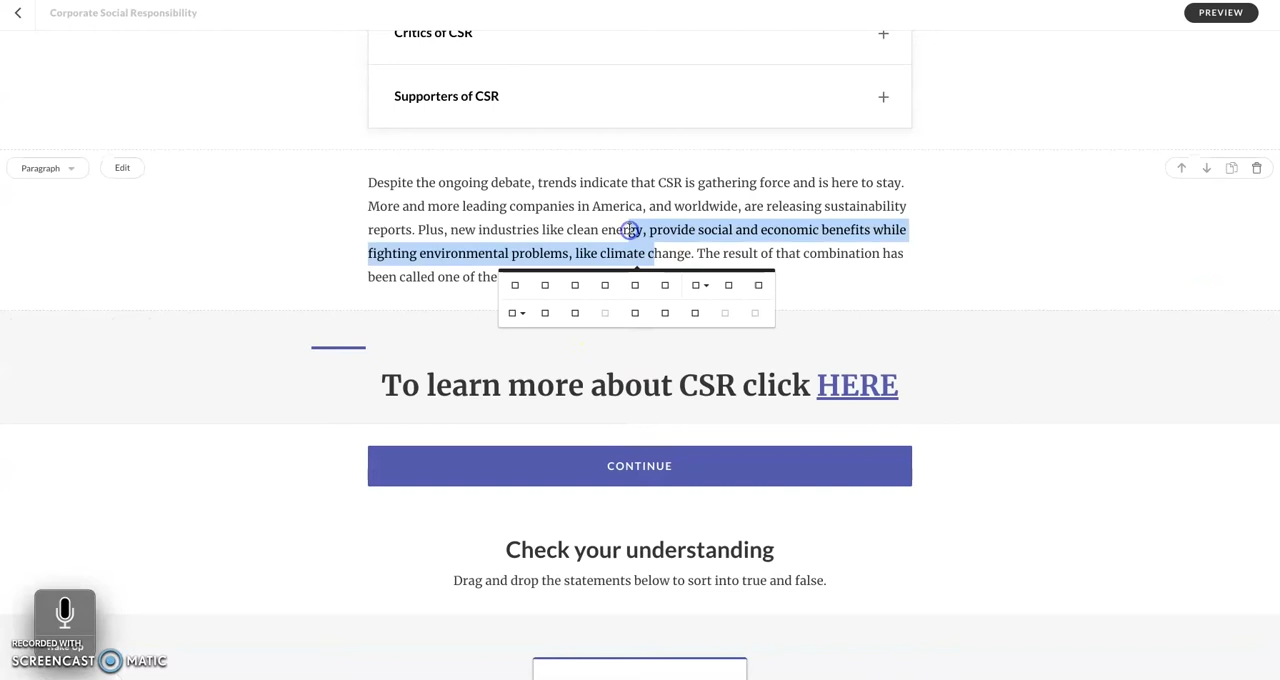 Corporate Social Responsibility
PREVIEW
Critics of CSR
Supporters of CSR
Paragraph
Edit
Despite the ongoing debate, trends indicate that CSR is gathering force and is here to stay.
More and more leading companies in America, and worldwide, are releasing sustainability
reports. Plus, new industries like clean energy, provide social and economic benefits while
fighting environmental problems, like climate change. The result of that combination has
been called one of the
To learn more about CSR click HERE
CONTINUE
Check your understanding
Drag and drop the statements below to sort into true and false.
RECORDED WITH
SCREENCAST MATIC